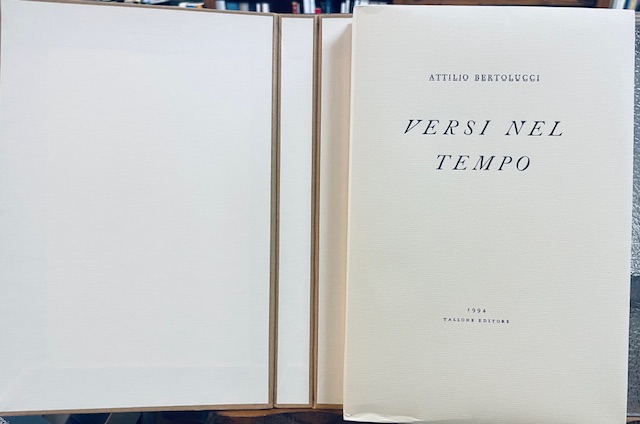 ATTILIO BERTOLUCCI
VERSI NEL
TEMPO
1994
TALLONE EDITORE